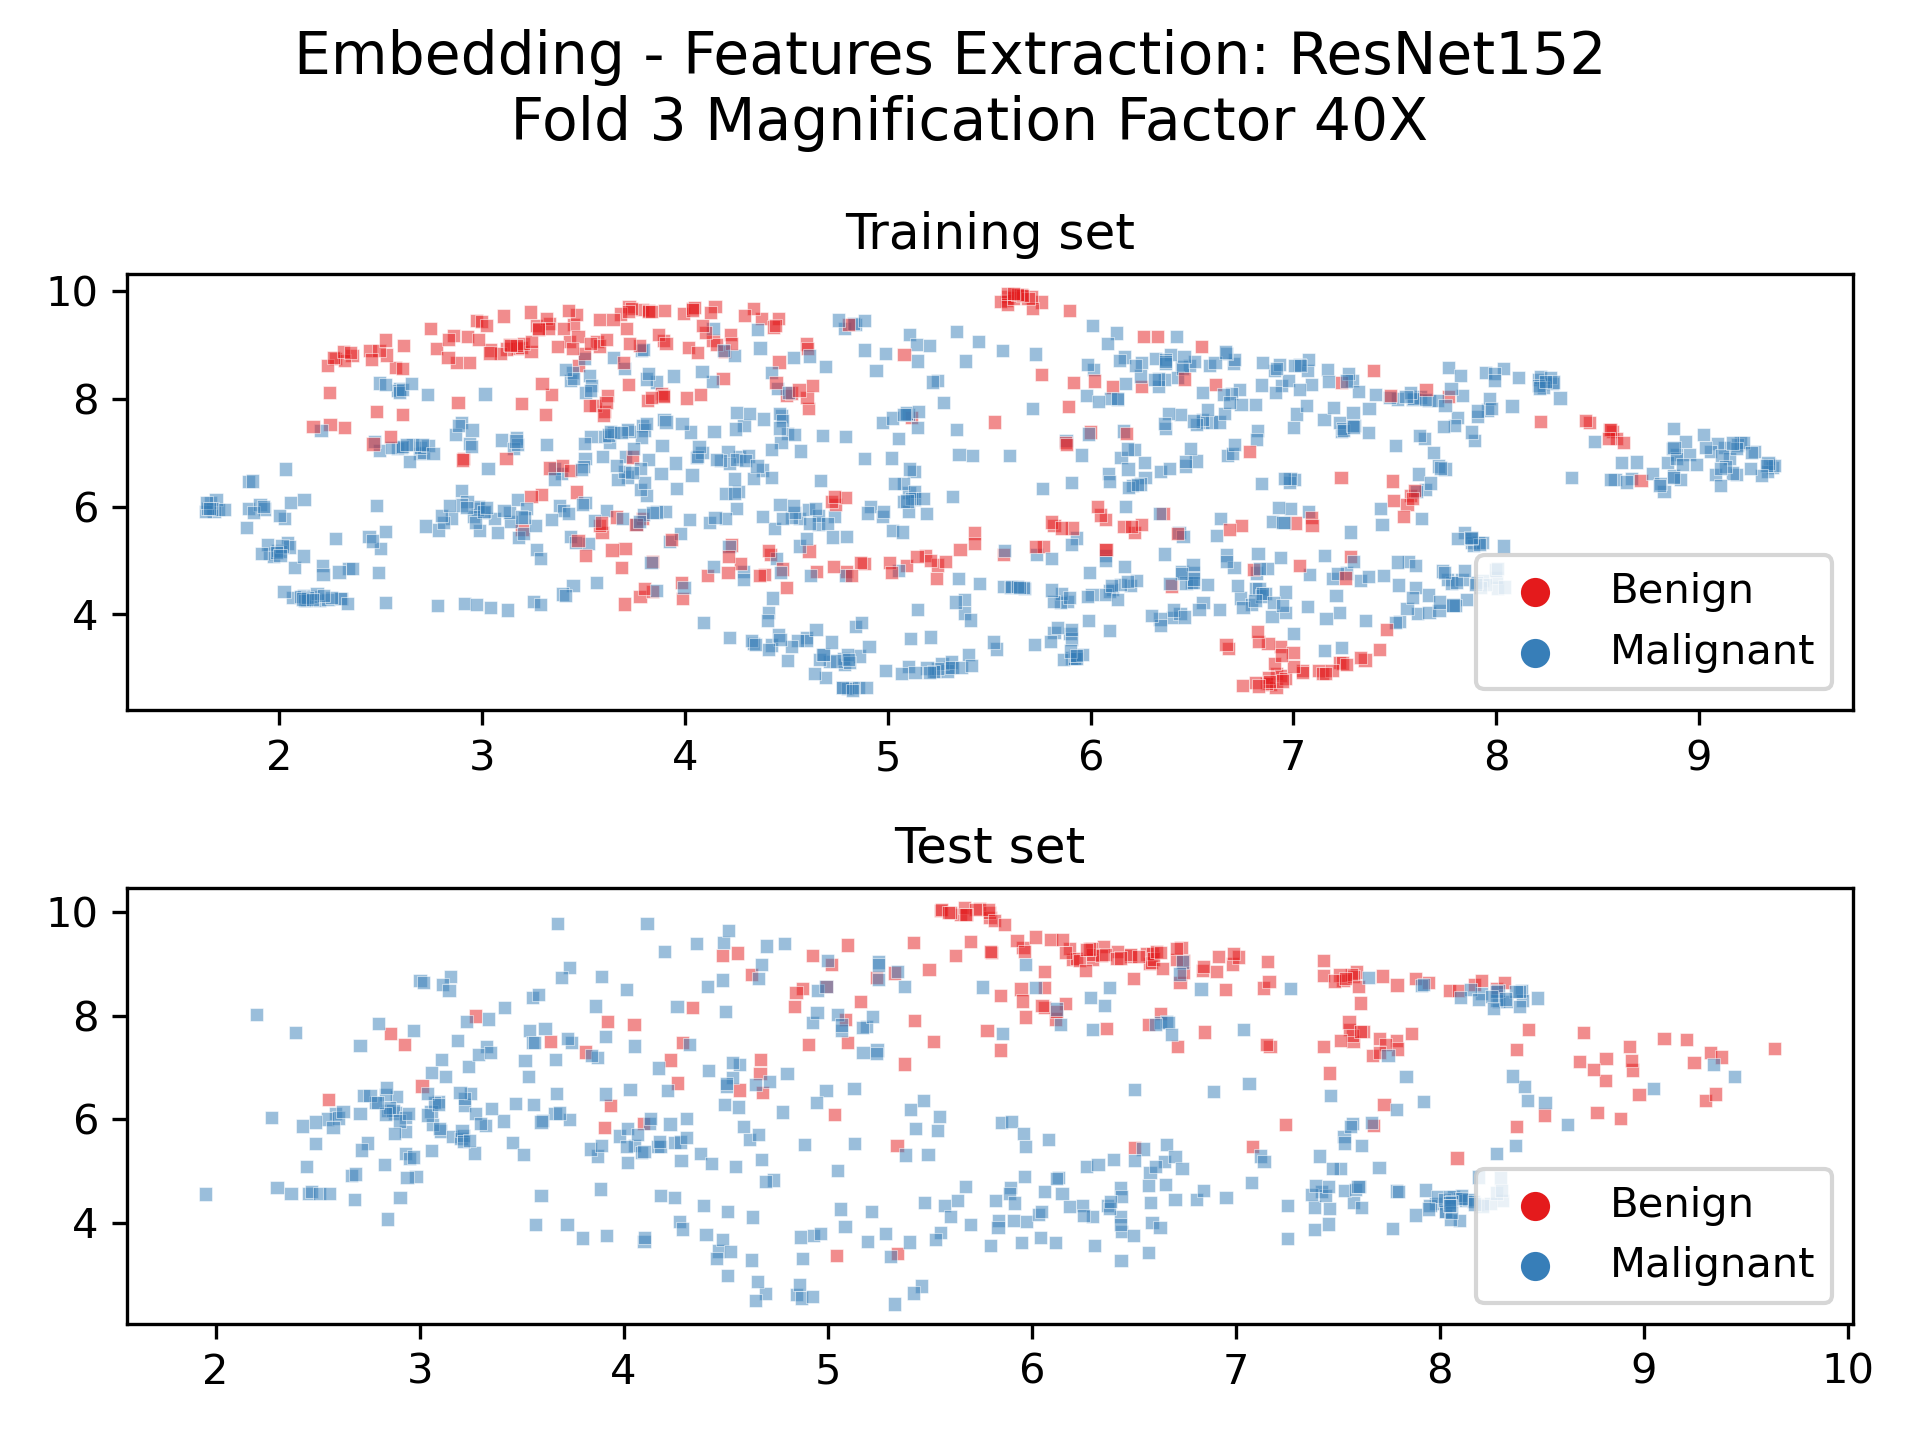 Embedding - Features Extraction: ResNet152
Fold 3 Magnification Factor 40X
Training set
10
8
6
4
2 3 4 5 6 7 8 9
Benign
Malignant
Test set
10
8
6
4
2 3 4 5 6 7 8 9 10
Benign
Malignant